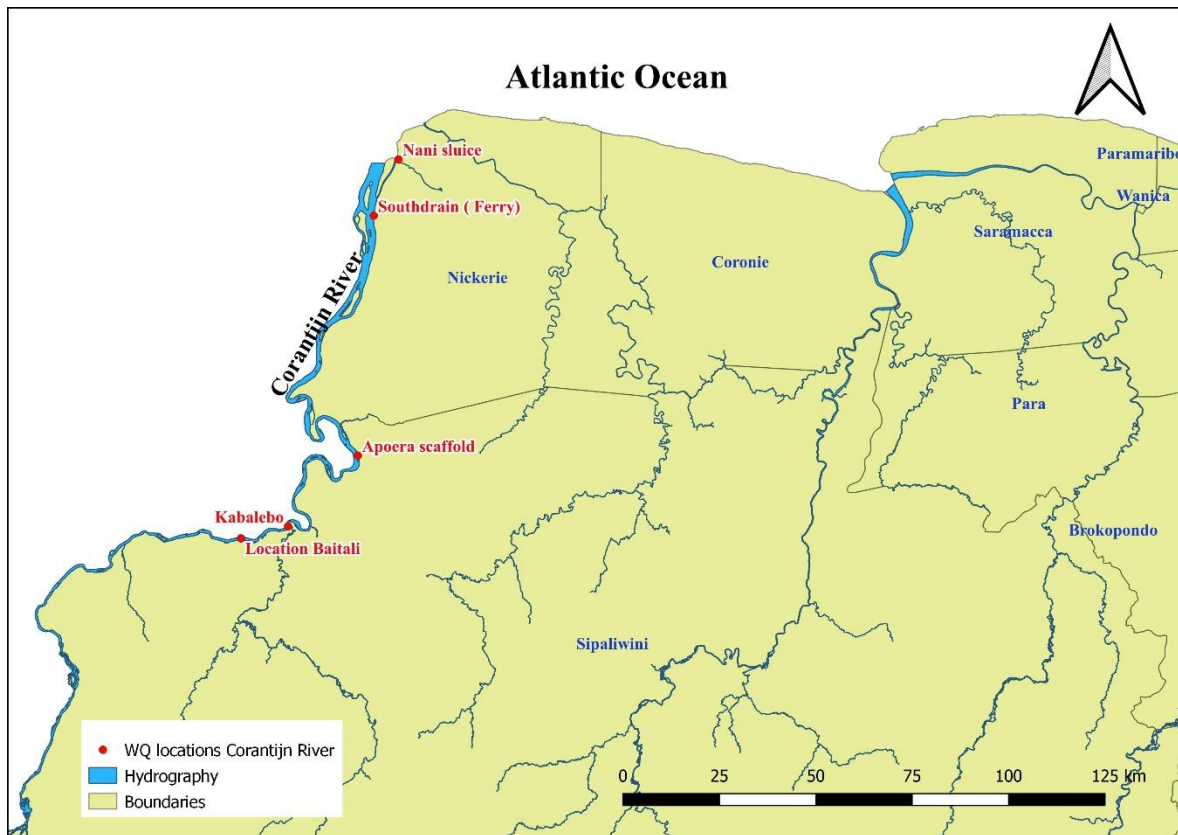 Atlantic Ocean
Nani sluice
Paramaribo
Wanica
Southdrain ( Ferry)
Saramacca
Coronie
Nickerie
Corantijn River
Para
Apoera scaffold
Kabalebo
Location Baitali
Brokopondo
Sipaliwini
WQ locations Corantijn River
Hydrography
Boundaries
0 25 50 75 100 125 km